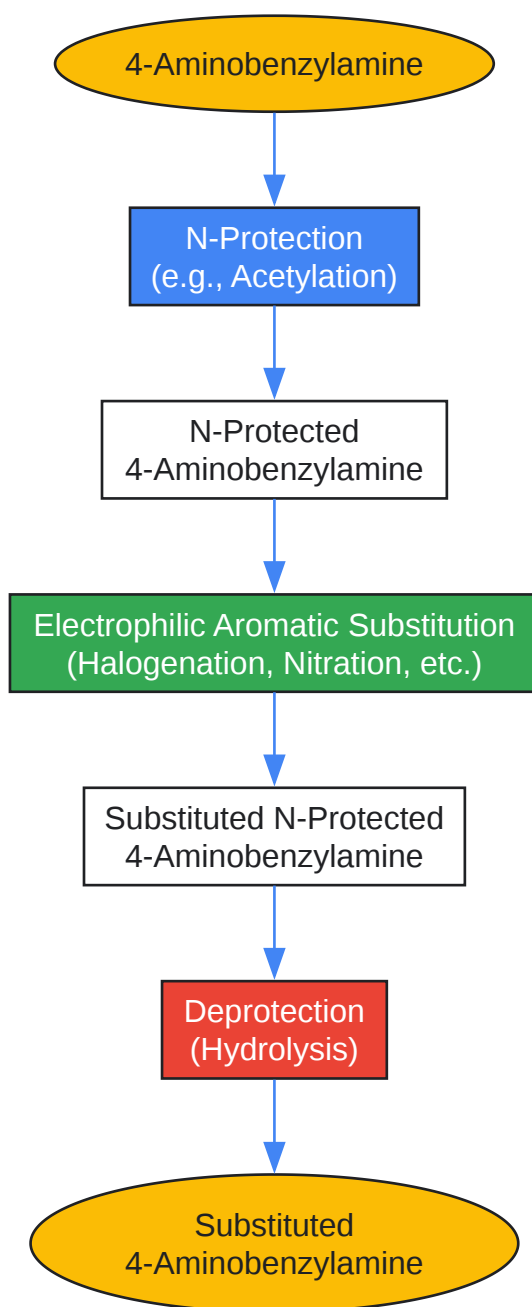 4-Aminobenzylamine
N-Protection
(e.g., Acetylation)
N-Protected
4-Aminobenzylamine
Electrophilic Aromatic Substitution
(Halogenation, Nitration, etc.)
Substituted N-Protected
4-Aminobenzylamine
Deprotection
(Hydrolysis)
Substituted
4-Aminobenzylamine